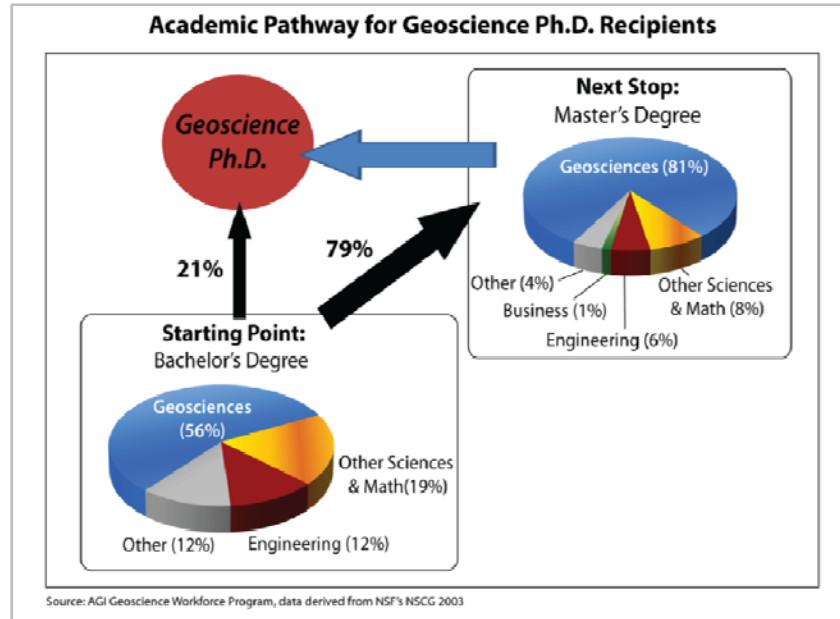 Academic Pathway for Geoscience Ph.D. Recipients
Geoscience
Ph.D.
Next Stop:
Master's Degree
Geosciences (81%)
Other (4%)
Business (1%)
Engineering (6%)
Other Sciences
& Math (8%)
21%
79%
Starting Point:
Bachelor's Degree
Geosciences
(56%)
Other Sciences
& Math(19%)
Other (12%)
Engineering (12%)
Source: AGI Geoscience Workforce Program, data derived from NSF's NSCG 2003